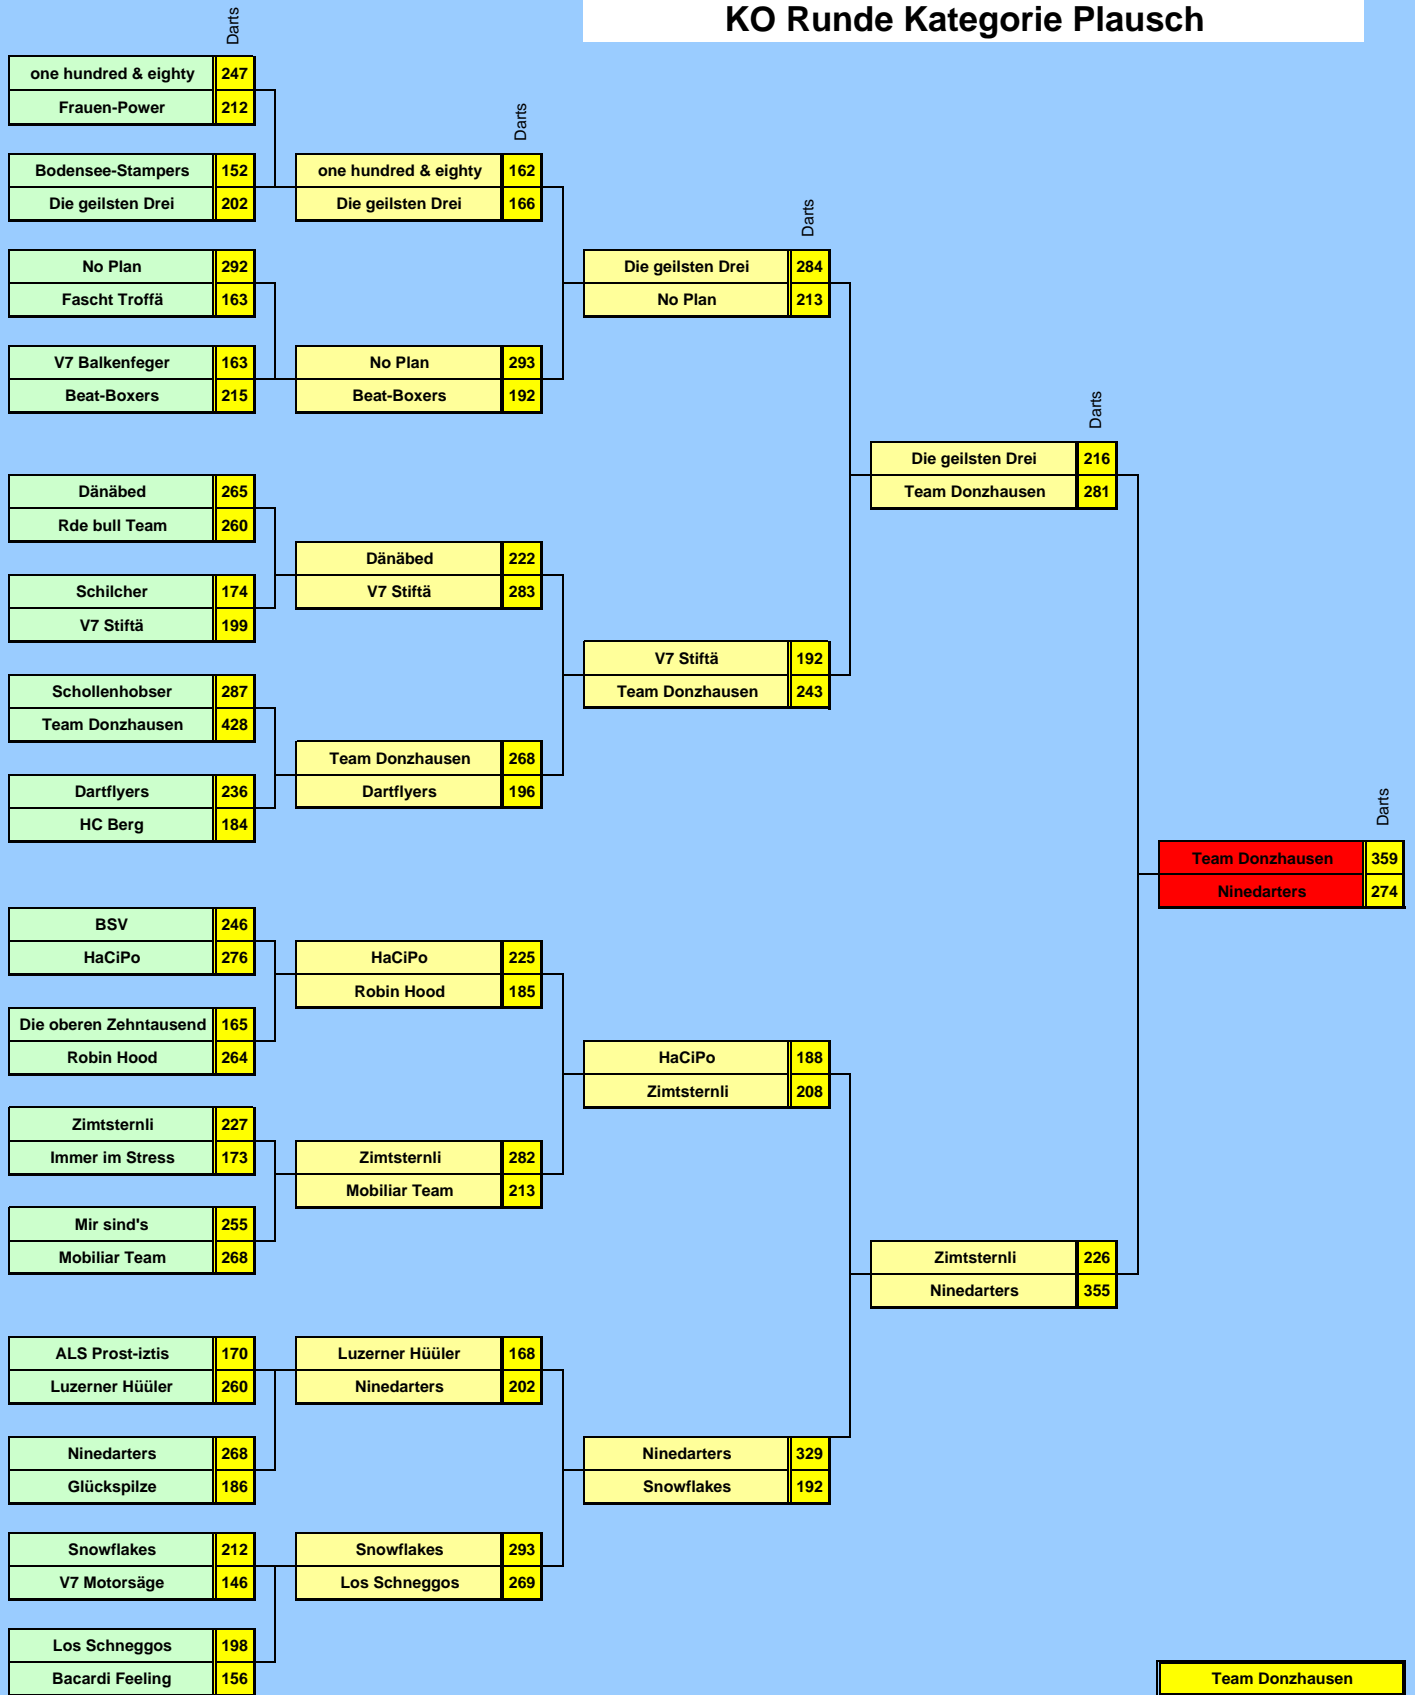 KO Runde Kategorie Plausch
Darts
one hundred & eighty 247
Frauen-Power 212
Bodensee-Stampers 152
Die geilsten Drei 202
No Plan 292
Fascht Troffä 163
V7 Balkenfeger 163
Beat-Boxers 215
Dänäbed 265
Rde bull Team 260
Schilcher 174
V7 Stiftä 199
Schollenhobser 287
Team Donzhausen 428
Dartflyers 236
HC Berg 184
BSV 246
HaCiPo 276
Die oberen Zehntausend 165
Robin Hood 264
Zimtsternli 227
Immer im Stress 173
Mir sind's 255
Mobiliar Team 268
ALS Prost-iztis 170
Luzerner Hüüler 260
Ninedarters 268
Glückspilze 186
Snowflakes 212
V7 Motorsäge 146
Los Schneggos 198
Bacardi Feeling 156
Darts
one hundred & eighty 162
Die geilsten Drei 166
No Plan 293
Beat-Boxers 192
Dänäbed 222
V7 Stiftä 283
Team Donzhausen 268
Dartflyers 196
HaCiPo 225
Robin Hood 185
Zimtsternli 282
Mobiliar Team 213
Luzerner Hüüler 168
Ninedarters 202
Snowflakes 293
Los Schneggos 269
Darts
Die geilsten Drei 284
No Plan 213
V7 Stiftä 192
Team Donzhausen 243
HaCiPo 188
Zimtsternli 208
Ninedarters 329
Snowflakes 192
Darts
Die geilsten Drei 216
Team Donzhausen 281
Zimtsternli 226
Ninedarters 355
Darts
Team Donzhausen 359
Ninedarters 274
Team Donzhausen